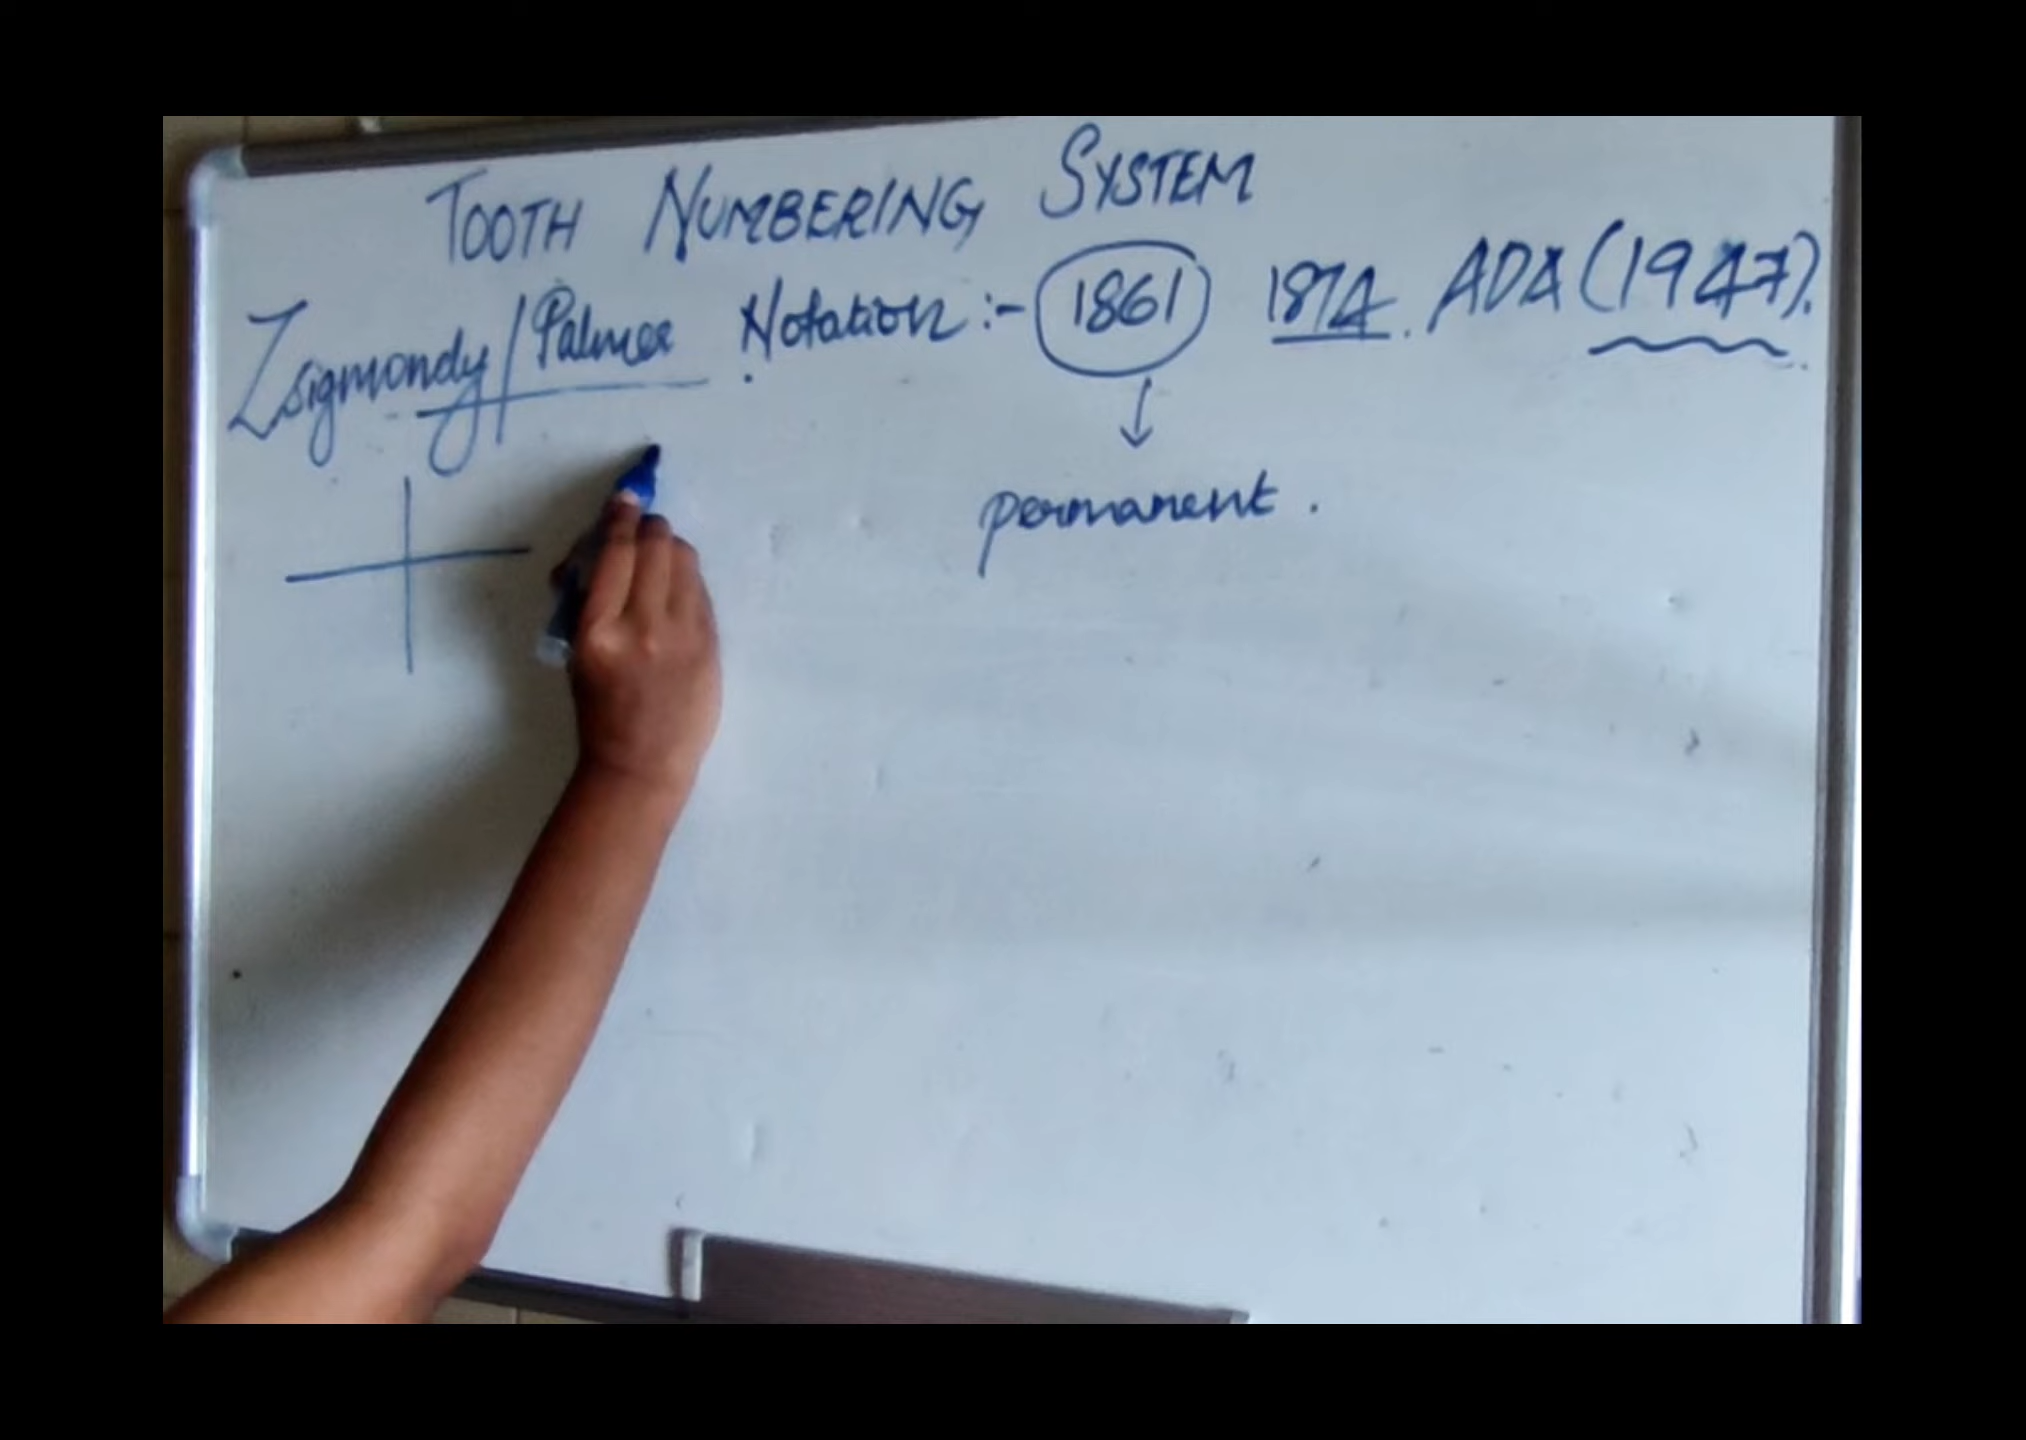 TOOTH NUMBERING SYSTEM
Zsigmondy/Palmer Notation:- 1861 1874. ADA (1947).
↓
permanent.